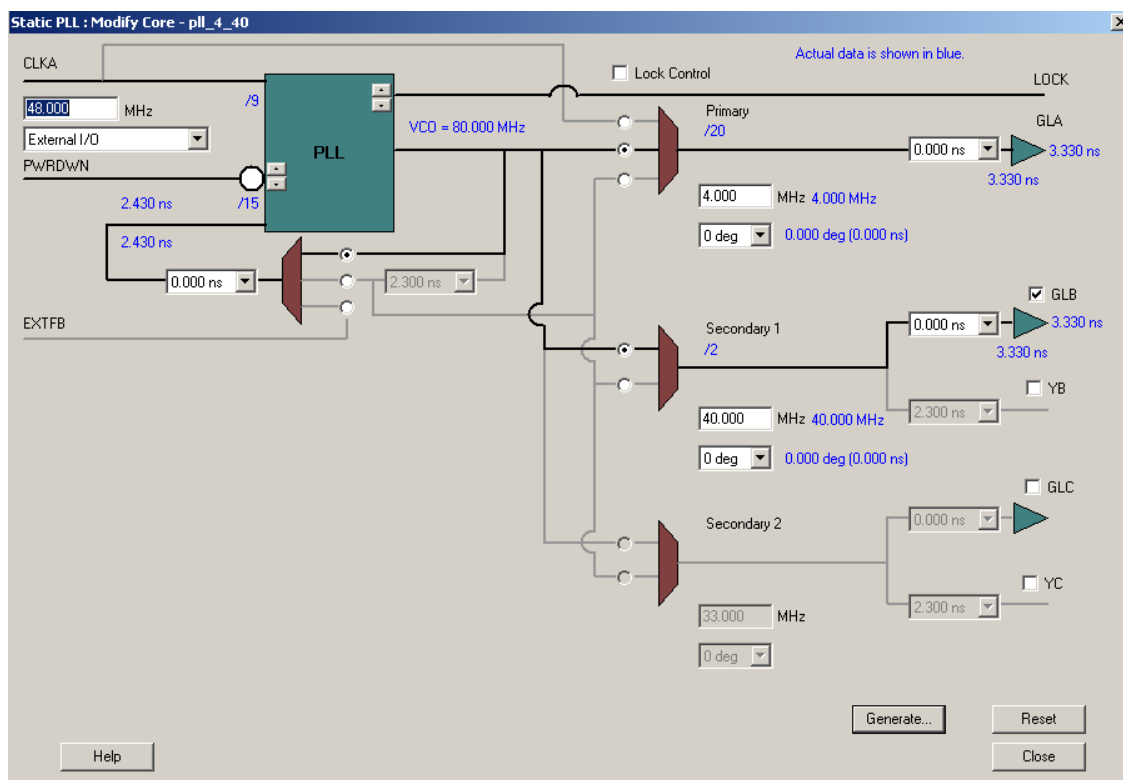 Static PLL : Modify Core - pll_4_40
Actual data is shown in blue.
CLKA
Lock Control
LOCK
48.000 MHz
/9
Primary
GLA
External I/O
VCO = 80.000 MHz
/20
PLL
0.000 ns
3.330 ns
PWRDWN
3.330 ns
2.430 ns
/15
4.000 MHz 4.000 MHz
2.430 ns
0 deg 0.000 deg (0.000 ns)
0.000 ns
2.300 ns
GLB
EXTFB
Secondary 1
0.000 ns
3.330 ns
/2
3.330 ns
YB
2.300 ns
40.000 MHz 40.000 MHz
0 deg 0.000 deg (0.000 ns)
GLC
Secondary 2
0.000 ns
YC
2.300 ns
33.000 MHz
0 deg
Generate...
Reset
Help
Close